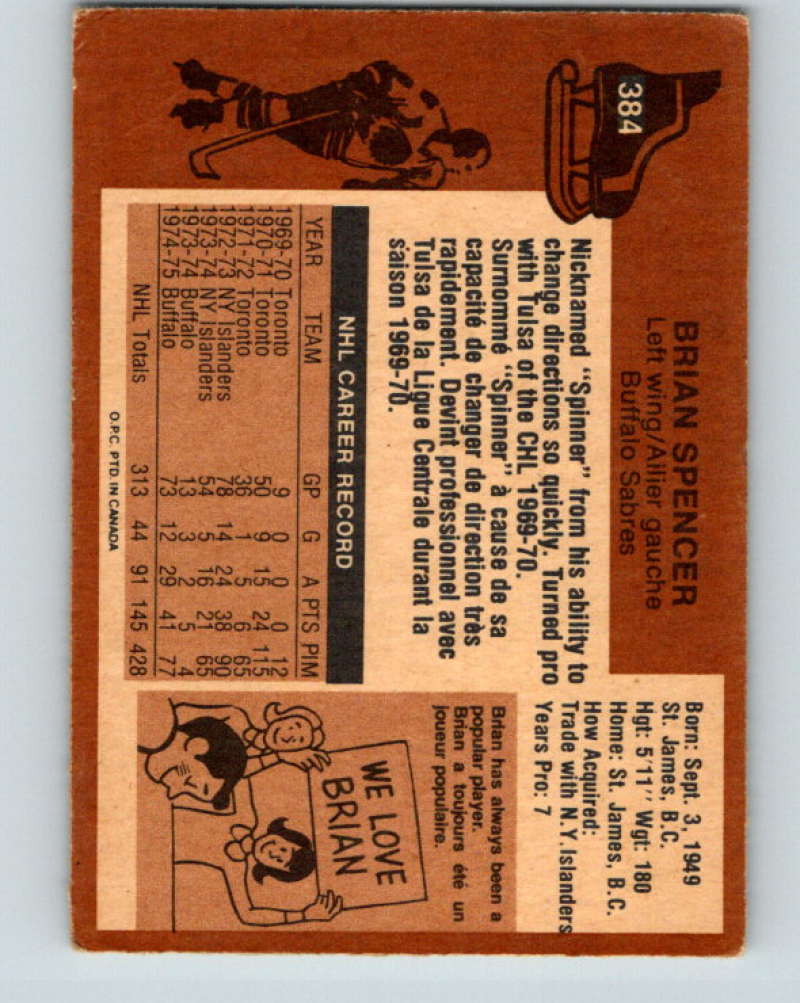 384
BRIAN SPENCER
Left wing/Ailier gauche
Buffalo Sabres
Nicknamed "Spinner" from his ability to
change directions so quickly. Turned pro
with Tulsa of the CHL 1969-70.
Surnommé "Spinner" à cause de sa
capacité de changer de direction très
rapidement. Devint professionnel avec
Tulsa de la Ligue Centrale durant la
saison 1969-70.
Born: Sept. 3, 1949
St. James, B.C.
Hgt: 5'11" Wgt: 180
Home: St. James, B.C.
How Acquired:
Trade with N.Y. Islanders
Years Pro: 7
NHL CAREER RECORD
YEAR TEAM GP G A PTS PIM
1969-70 Toronto 9 0 0 0 12
1970-71 Toronto 50 9 15 24 115
1971-72 Toronto 36 1 5 6 65
1972-73 NY Islanders 78 14 24 38 90
1973-74 NY Islanders 54 5 16 21 65
1973-74 Buffalo 13 3 2 5 4
1974-75 Buffalo 73 12 29 41 77
NHL Totals 313 44 91 145 428
Brian has always been a
popular player.
Brian a toujours été un
joueur populaire.
WE LOVE
BRIAN
O.P.C. PTD. IN CANADA